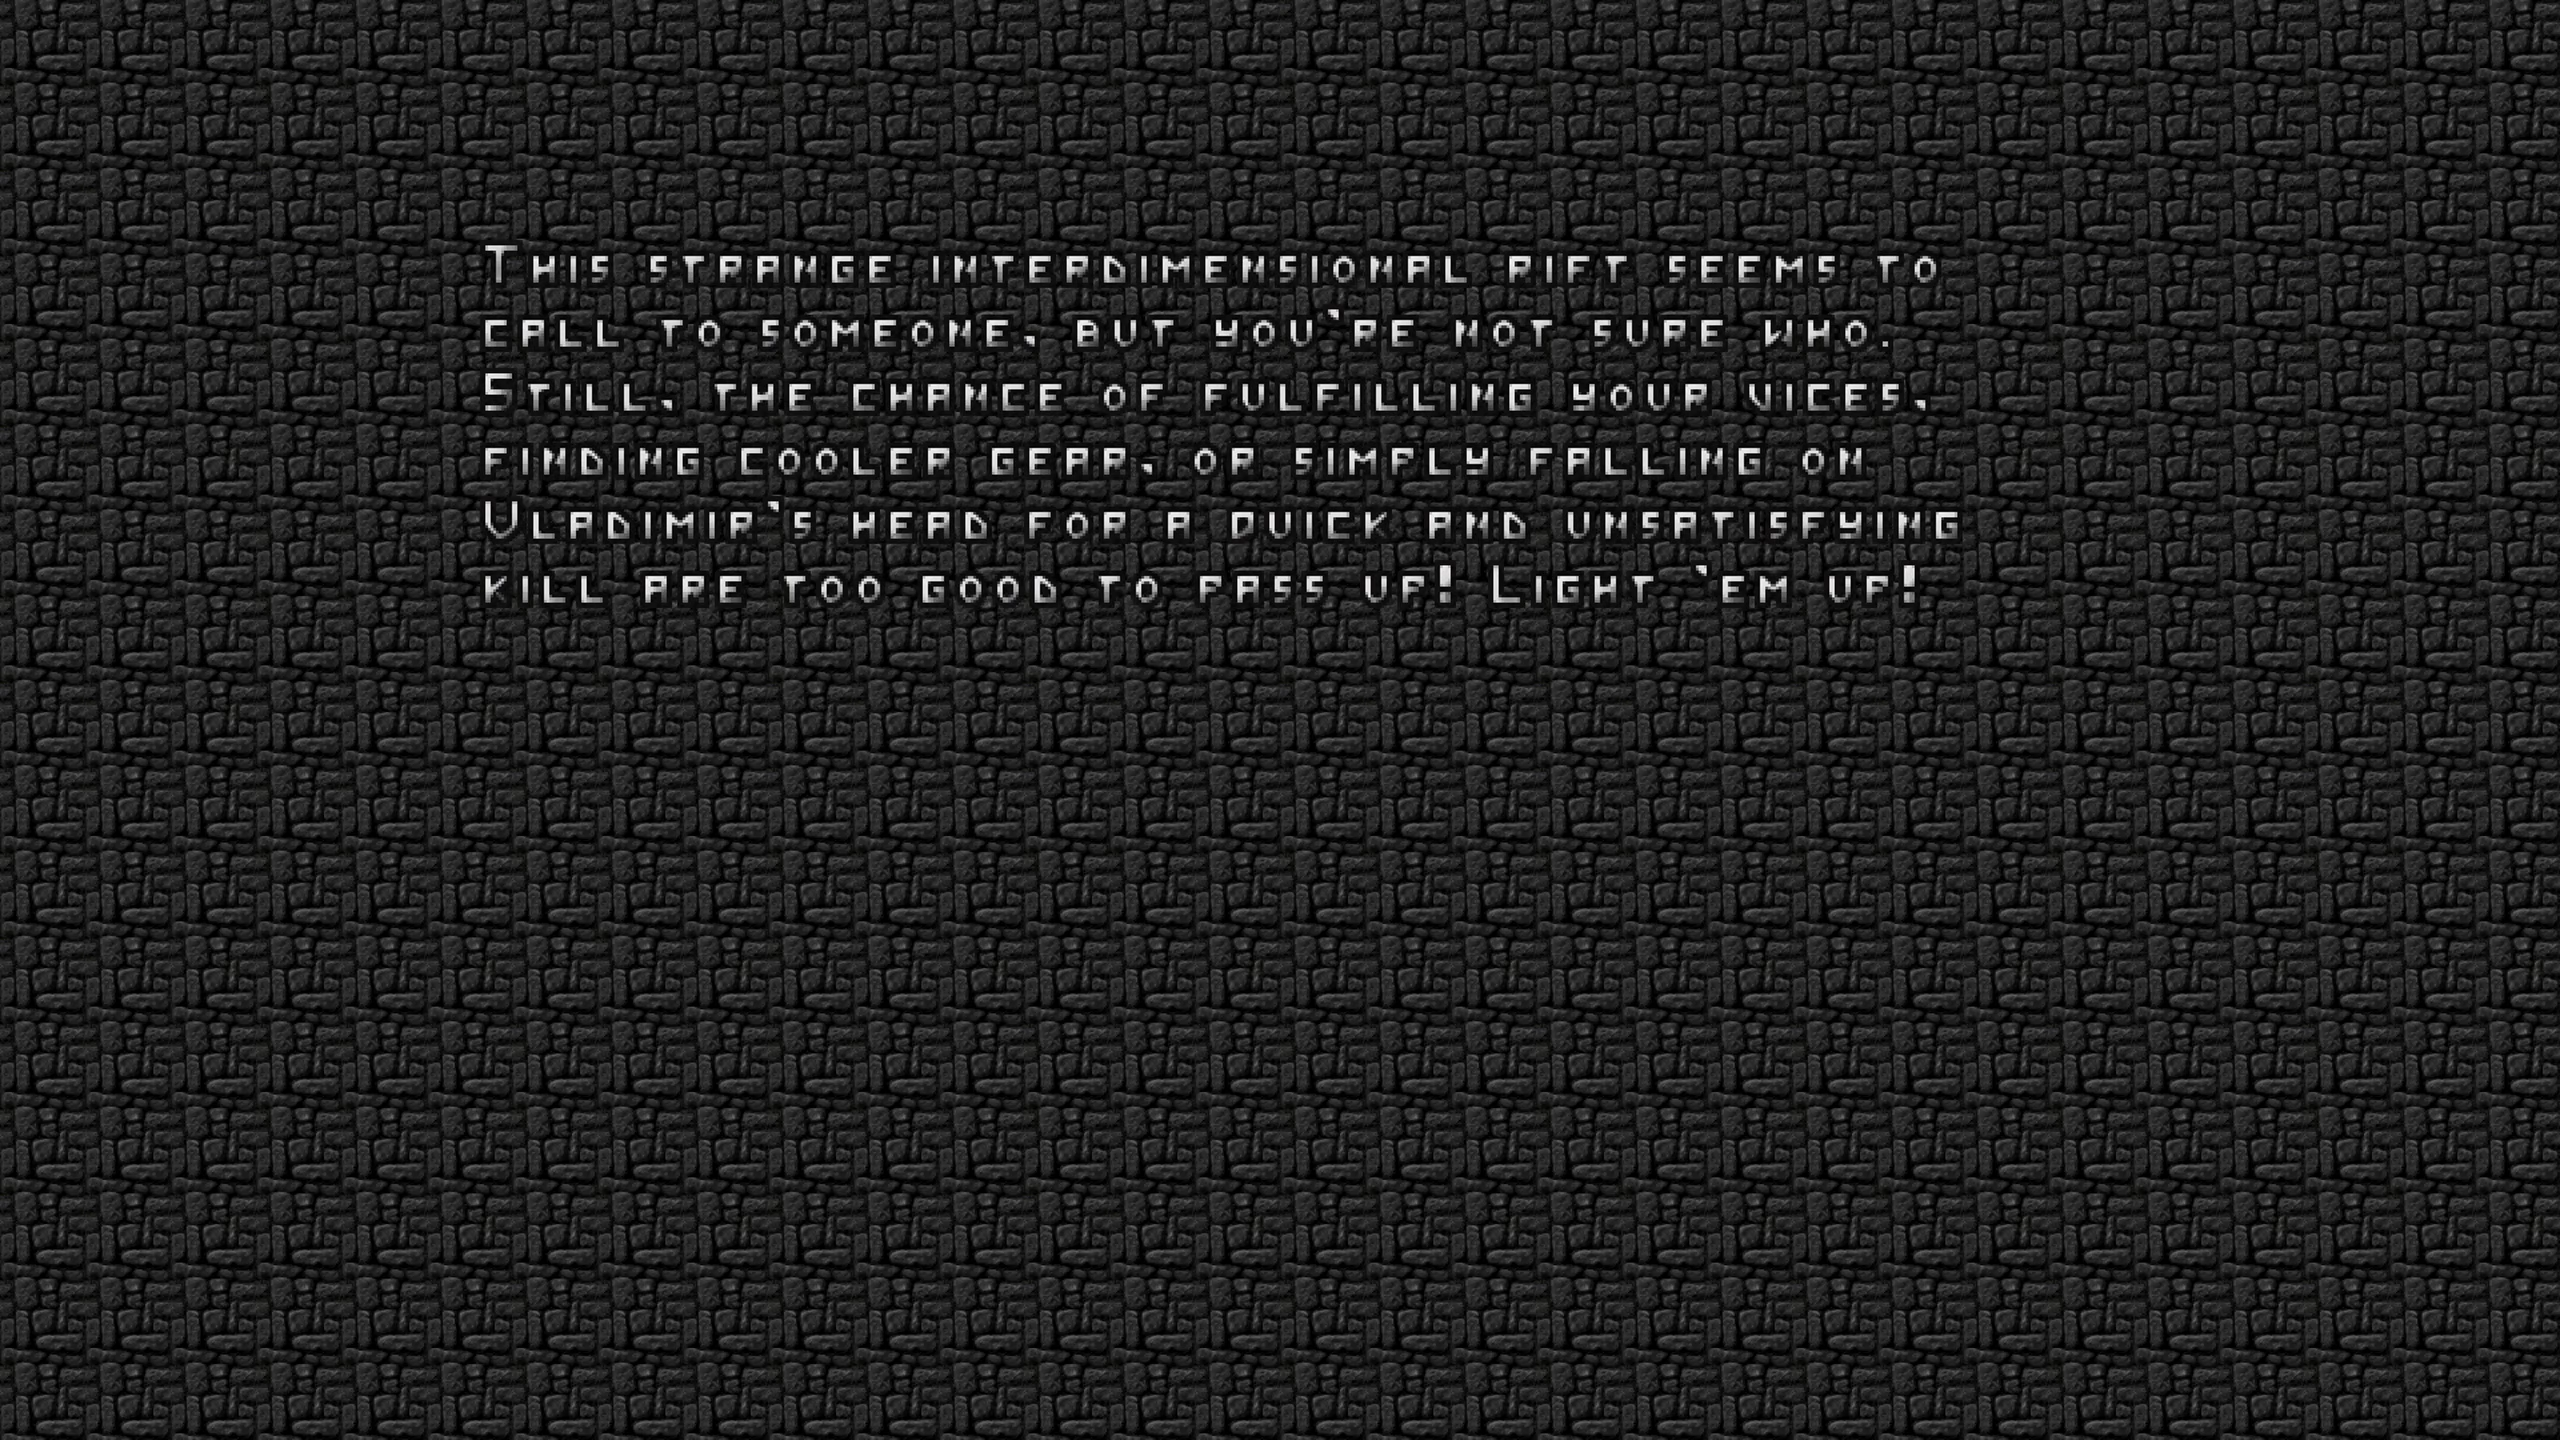 This strange interdimensional rift seems to
call to someone, but you're not sure who.
Still, the chance of fulfilling your vices,
finding cooler gear, or simply falling on
Vladimir's head for a quick and unsatisfying
kill are too good to pass up! Light 'em up!